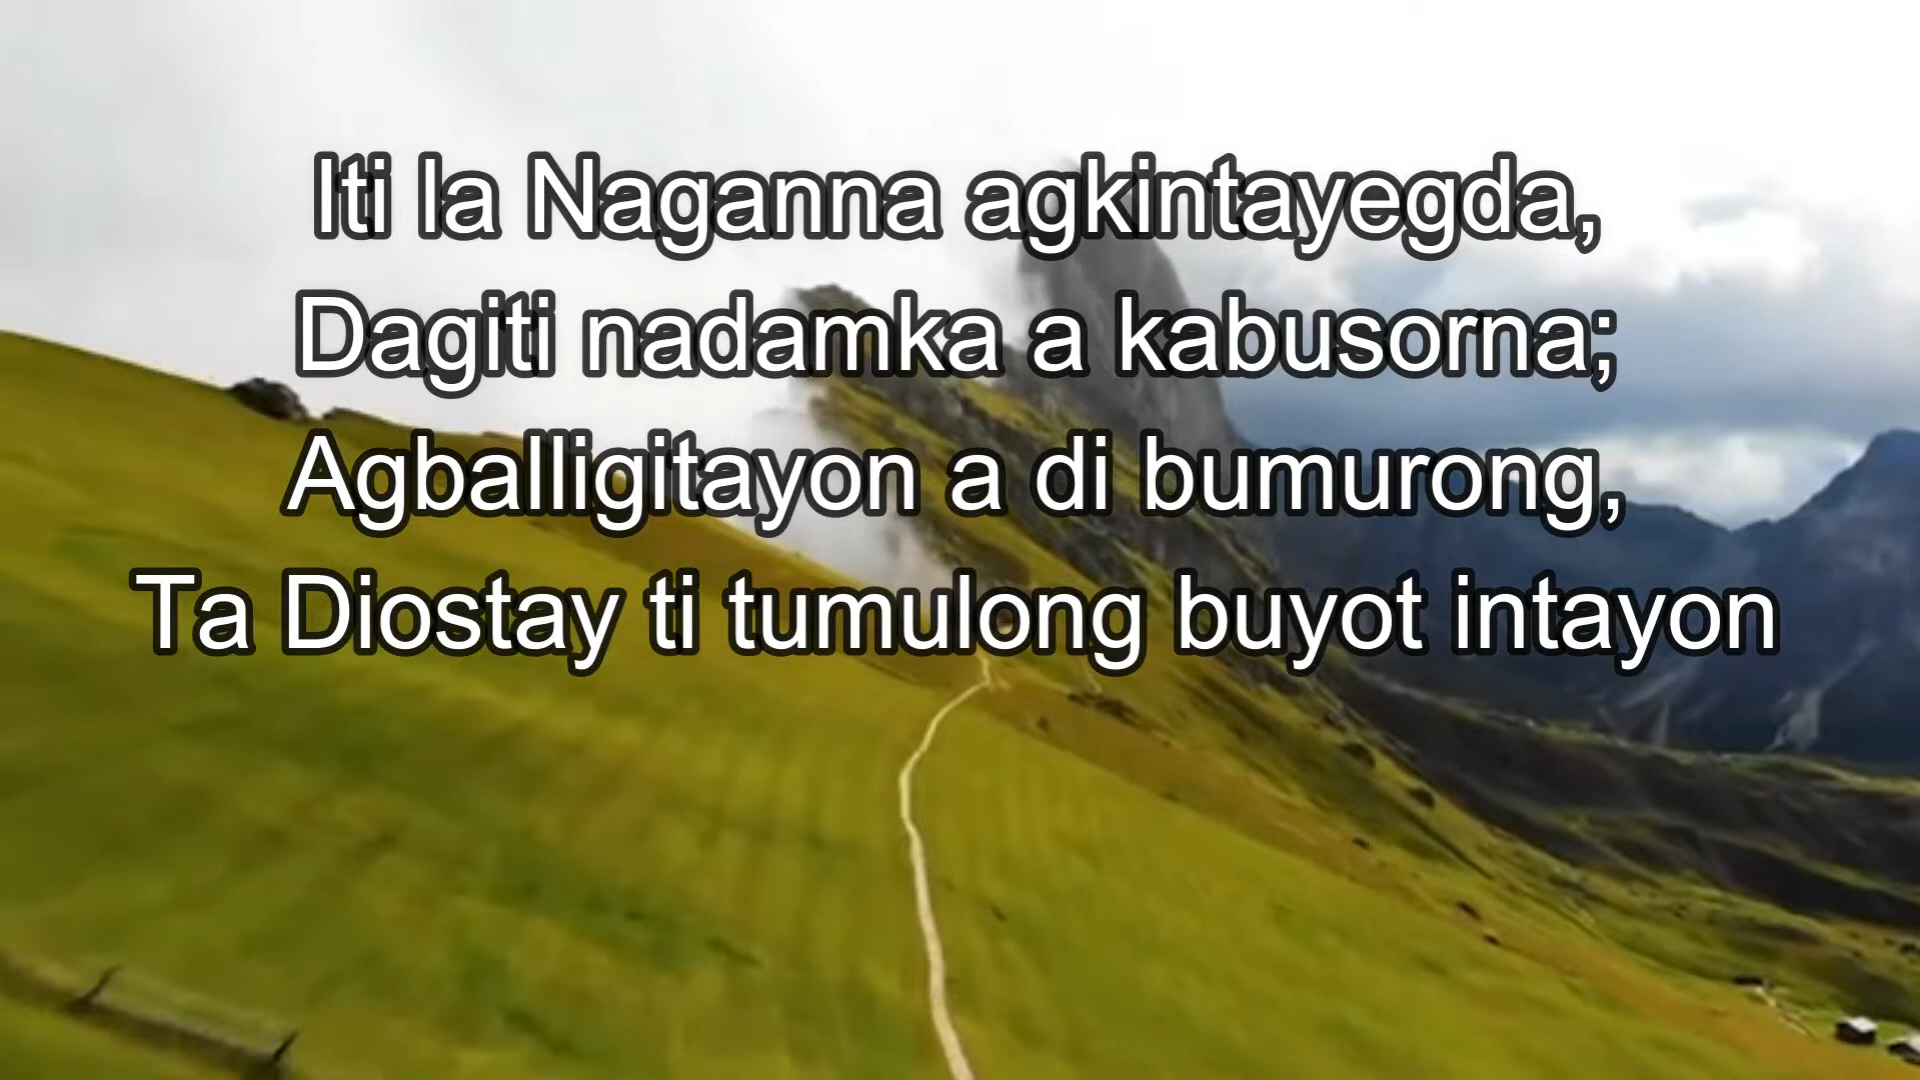 Iti la Naganna agkintayegda,
Dagiti nadamka a kabusorna;
Agballigitayon a di bumurong,
Ta Diostay ti tumulong buyot intayon